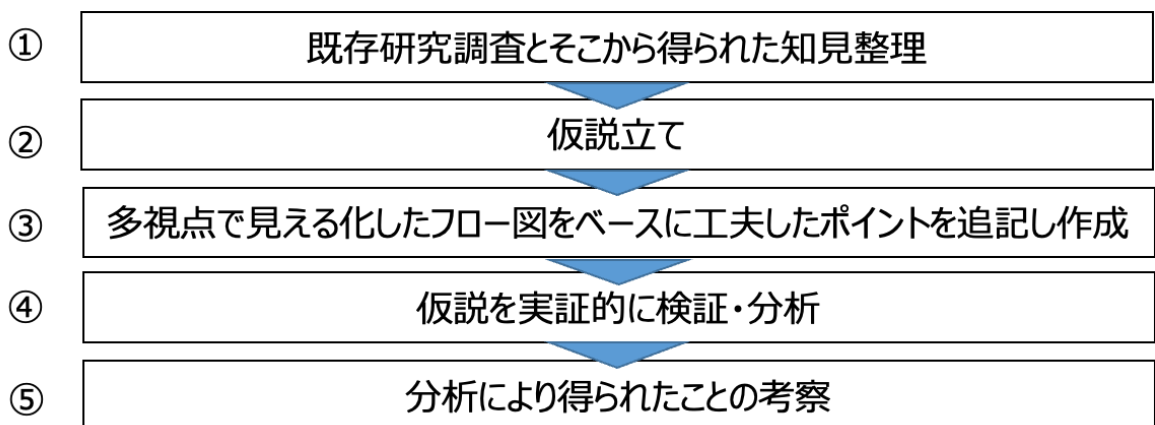 ① 既存研究調査とそこから得られた知見整理
② 仮説立て
③ 多視点で見える化したフロー図をベースに工夫したポイントを追記し作成
④ 仮説を実証的に検証・分析
⑤ 分析により得られたことの考察